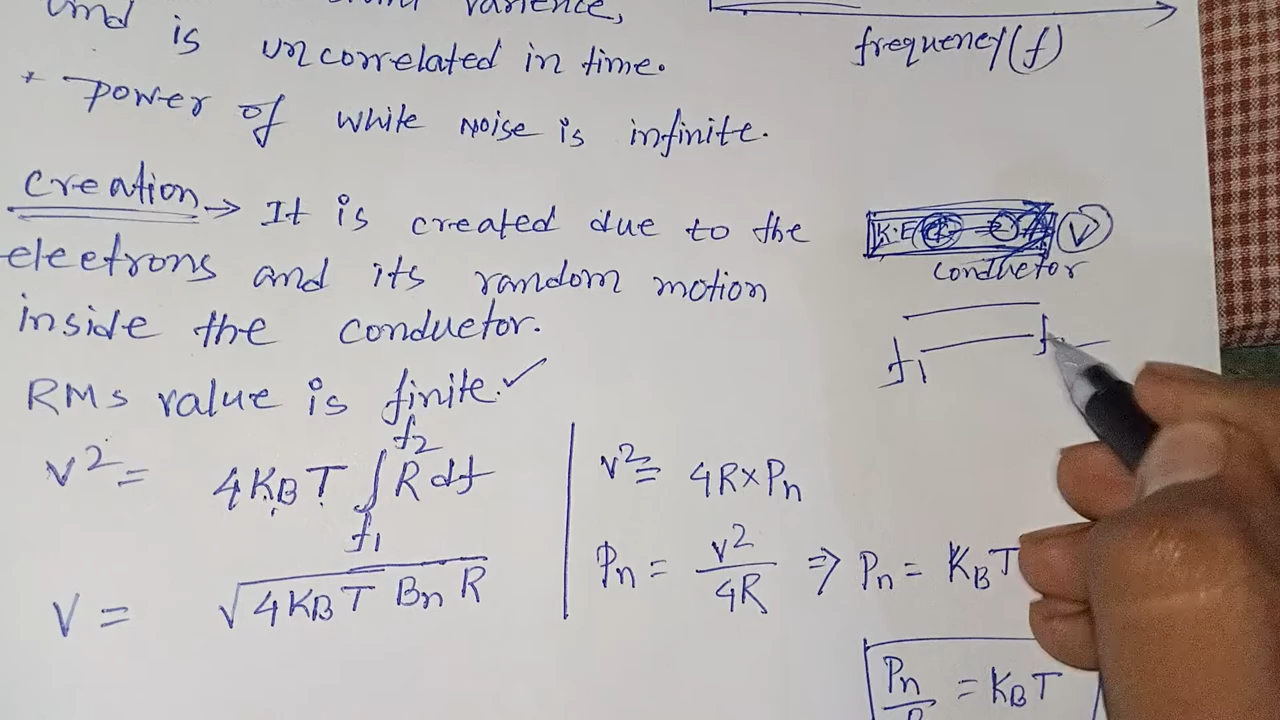 and is
varience,
frequency(f)
uncorrelated in time.
* power of white noise is infinite.
creation → It is created due to the
electrons and its random motion
inside the conductor.
K.E
V
conductor
f1
RMs value is finite. ✓
v² = 4KBT ∫ f1 f2 R df
V = √4KBT Bn R
v² = 4R×Pn
Pn = v²/4R ⇒ Pn = KBT
Pn = KBT